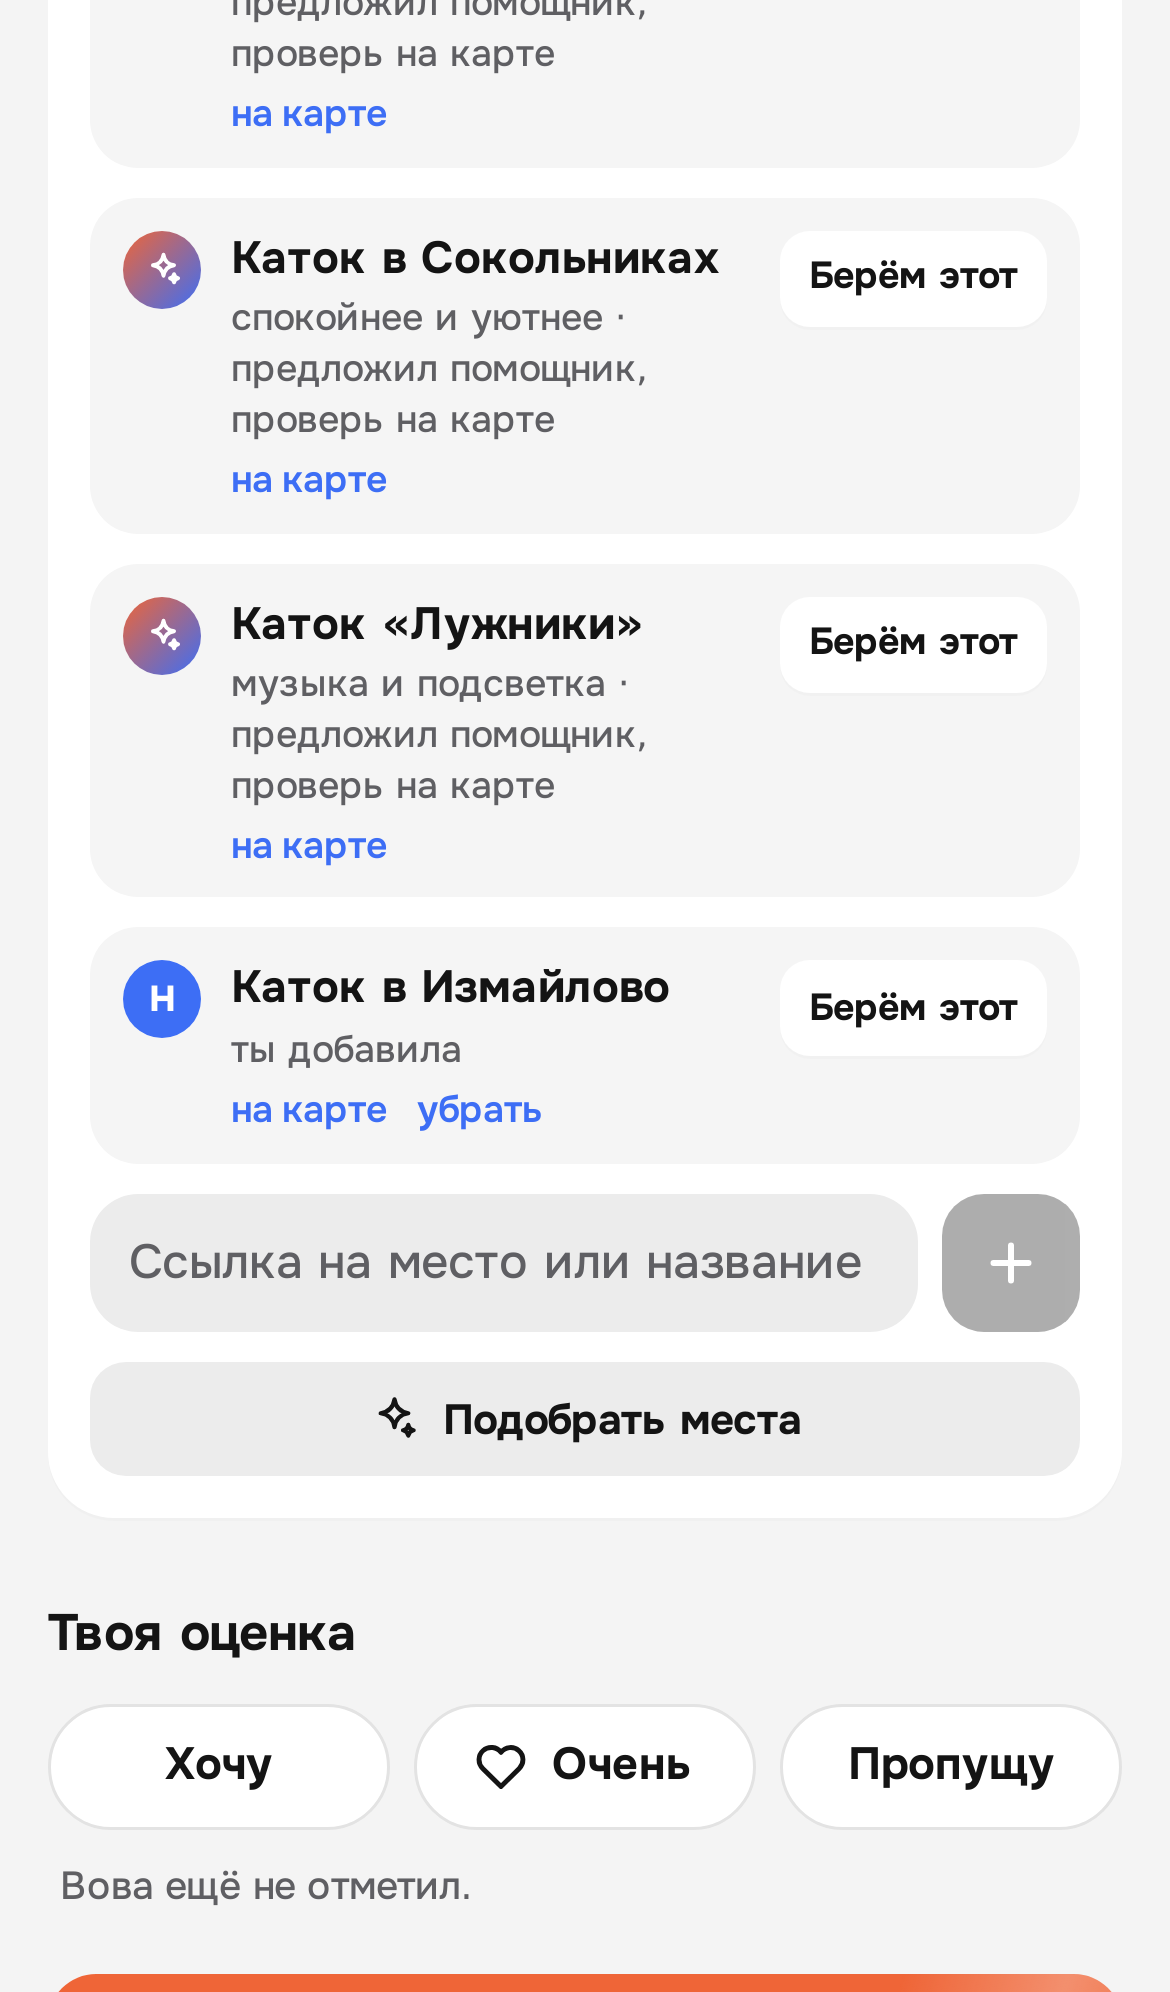 предложил помощник,
проверь на карте
на карте
Каток в Сокольниках
Берём этот
спокойнее и уютнее ·
предложил помощник,
проверь на карте
на карте
Каток «Лужники»
Берём этот
музыка и подсветка ·
предложил помощник,
проверь на карте
на карте
Н
Каток в Измайлово
Берём этот
ты добавила
на карте убрать
Ссылка на место или название
Подобрать места
Твоя оценка
Хочу
Очень
Пропущу
Вова ещё не отметил.